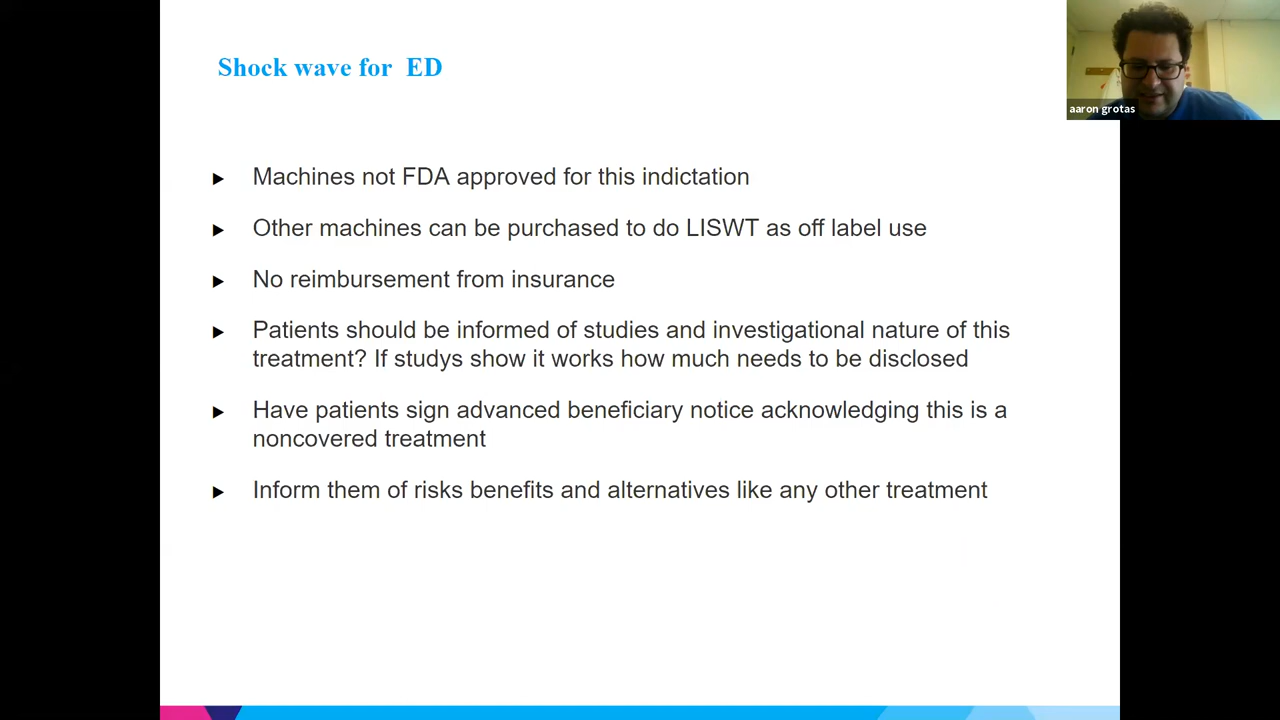 Shock wave for ED
aaron grotas
Machines not FDA approved for this indictation
Other machines can be purchased to do LISWT as off label use
No reimbursement from insurance
Patients should be informed of studies and investigational nature of this
treatment? If studys show it works how much needs to be disclosed
Have patients sign advanced beneficiary notice acknowledging this is a
noncovered treatment
Inform them of risks benefits and alternatives like any other treatment